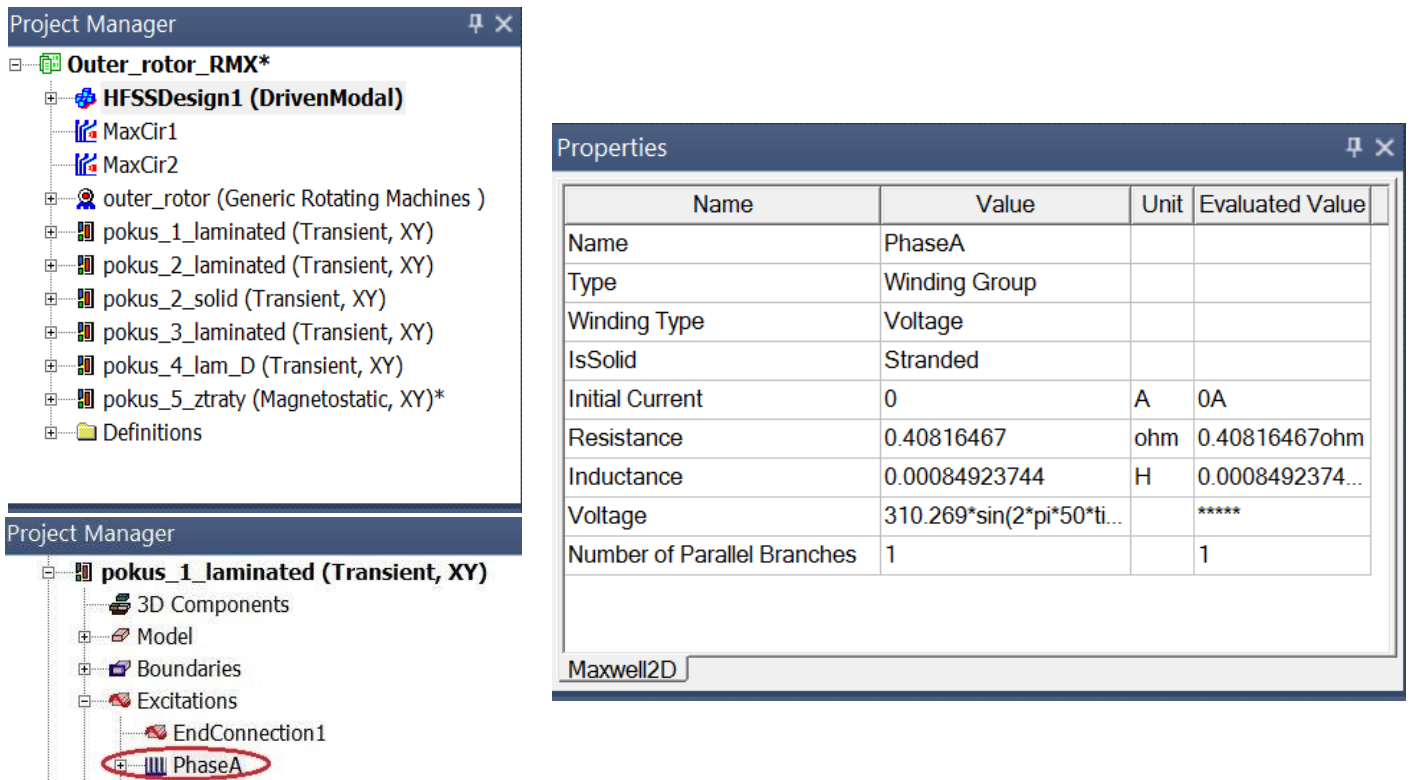 Project Manager
Outer_rotor_RMX*
HFSSDesign1 (DrivenModal)
MaxCir1
MaxCir2
outer_rotor (Generic Rotating Machines )
pokus_1_laminated (Transient, XY)
pokus_2_laminated (Transient, XY)
pokus_2_solid (Transient, XY)
pokus_3_laminated (Transient, XY)
pokus_4_lam_D (Transient, XY)
pokus_5_ztraty (Magnetostatic, XY)*
Definitions
Project Manager
pokus_1_laminated (Transient, XY)
3D Components
Model
Boundaries
Excitations
EndConnection1
PhaseA
Properties
Name Value Unit Evaluated Value
Name PhaseA
Type Winding Group
Winding Type Voltage
IsSolid Stranded
Initial Current 0 A 0A
Resistance 0.40816467 ohm 0.40816467ohm
Inductance 0.00084923744 H 0.0008492374...
Voltage 310.269*sin(2*pi*50*ti... *****
Number of Parallel Branches 1 1
Maxwell2D